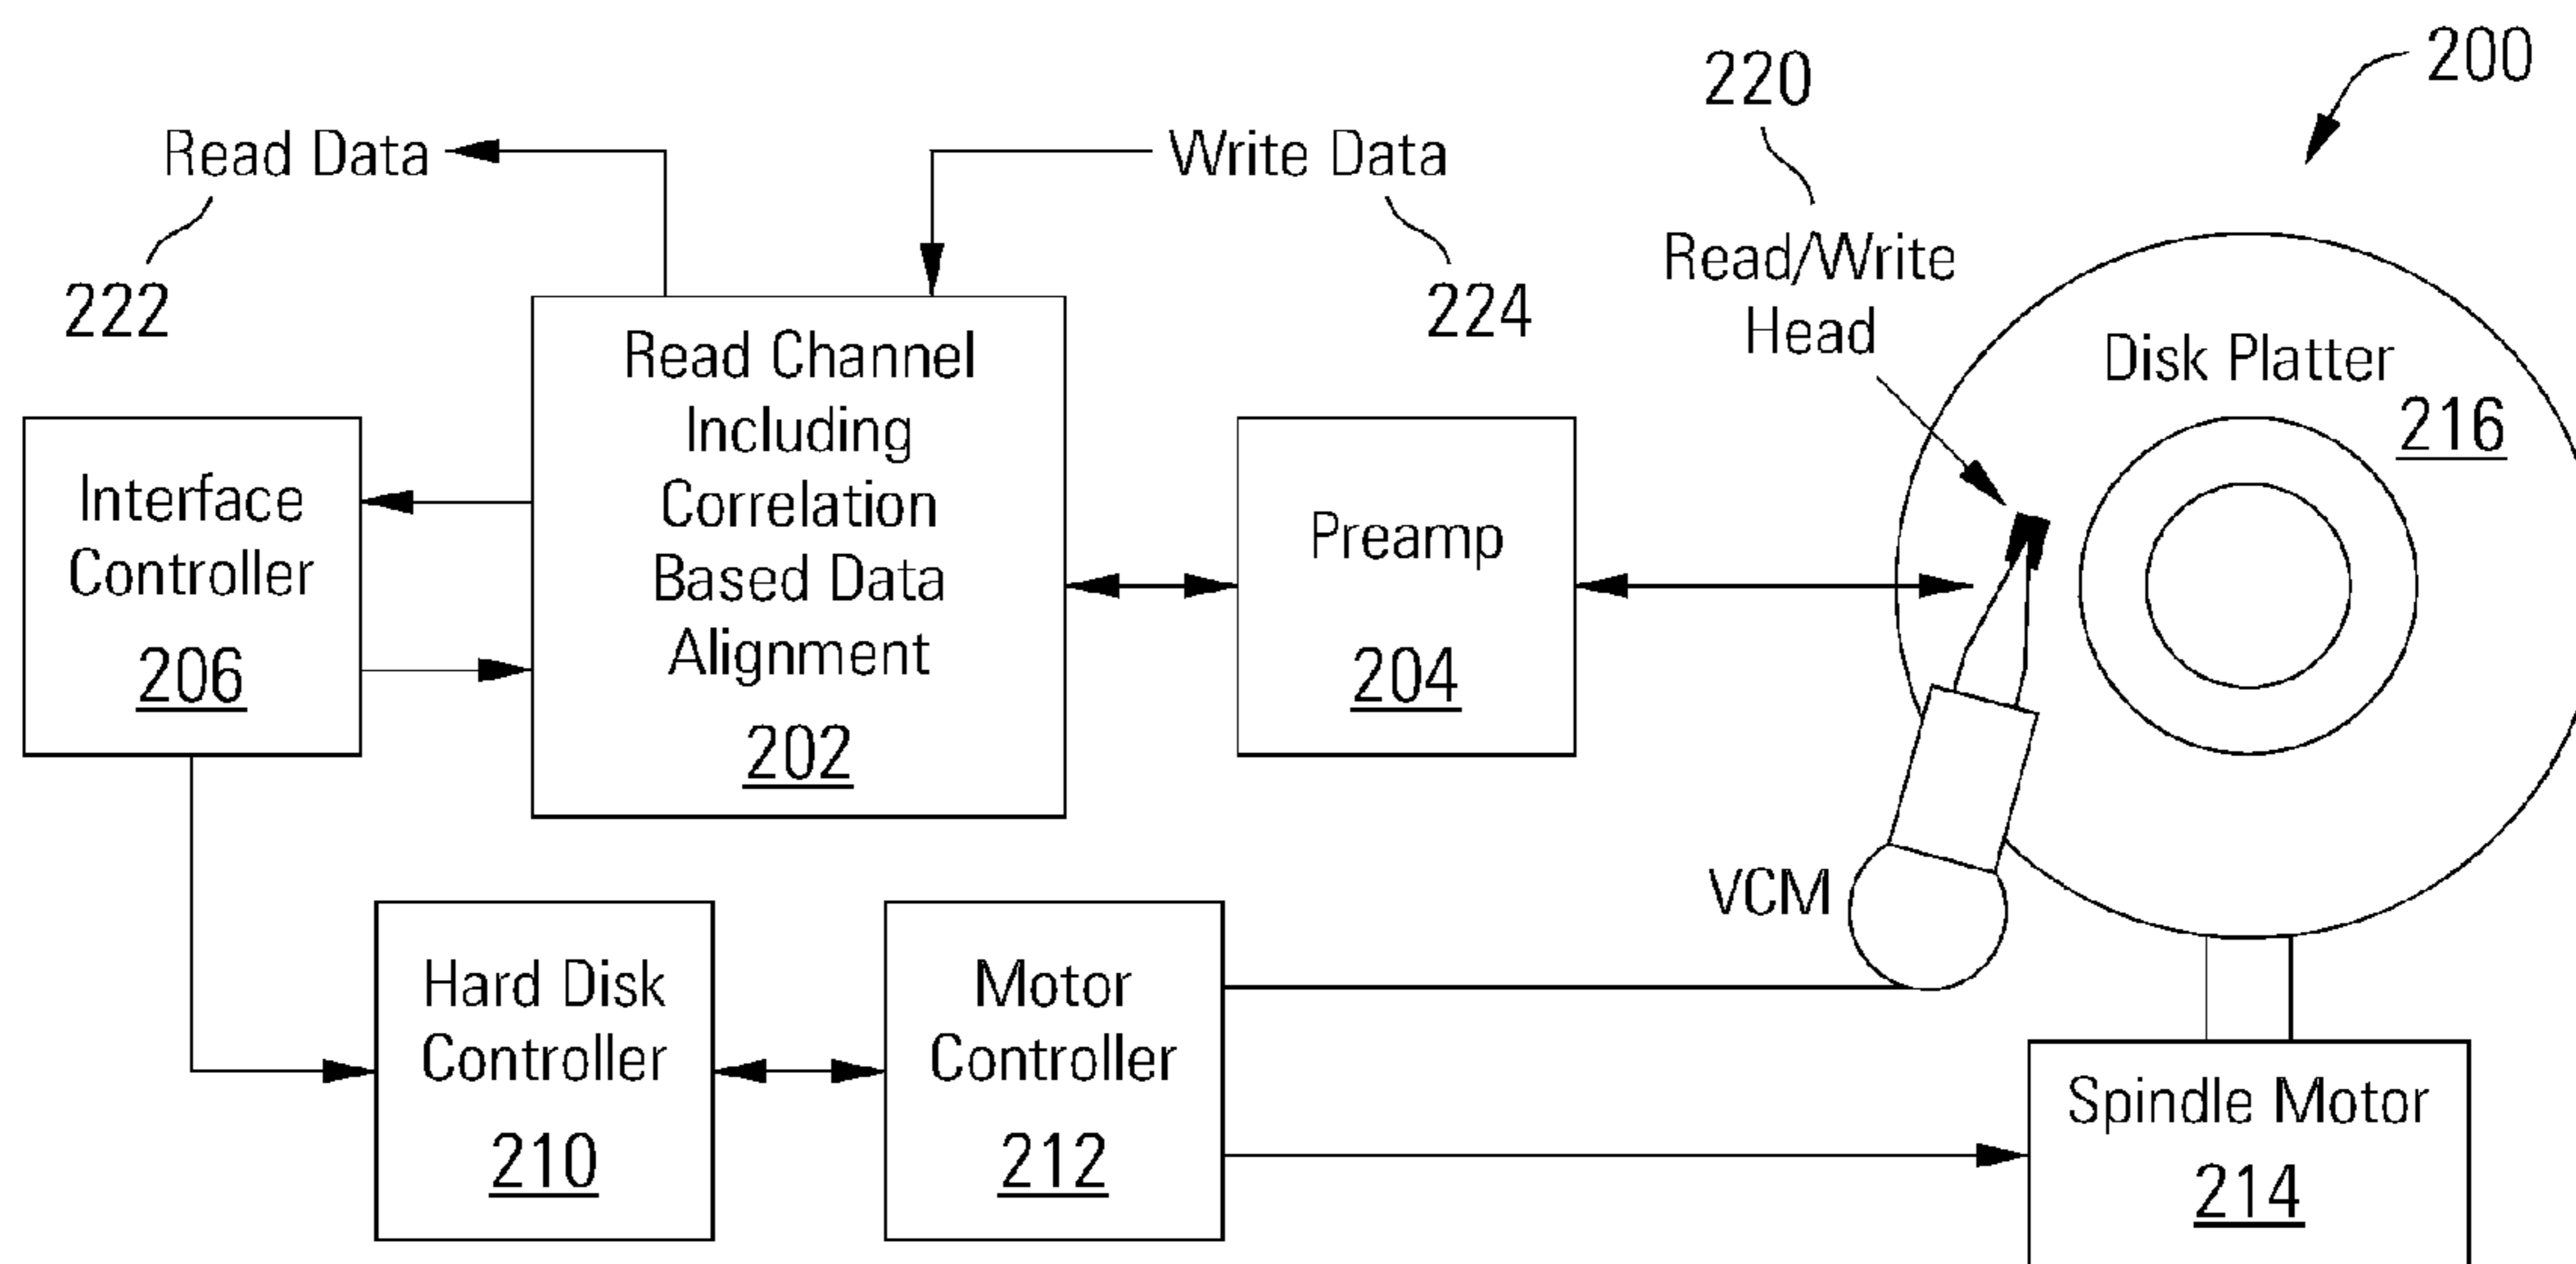 200
220
Read Data
Write Data
222
224
Read/Write
Head
Read Channel
Including
Correlation
Based Data
Alignment
202
Interface
Controller
206
Preamp
204
Disk Platter
216
VCM
Hard Disk
Controller
210
Motor
Controller
212
Spindle Motor
214